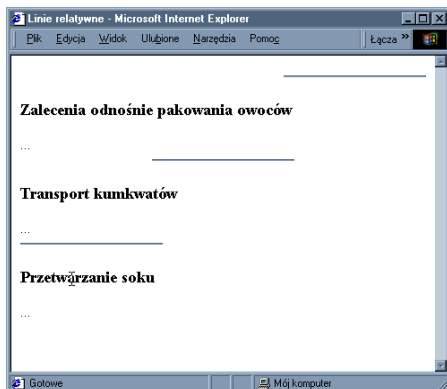 Linie relatywne - Microsoft Internet Explorer
Plik Edycja Widok Ulubione Narzędzia Pomoc Łącza »
Zalecenia odnośnie pakowania owoców
...
Transport kumkwatów
...
Przetwarzanie soku
...
Gotowe Mój komputer